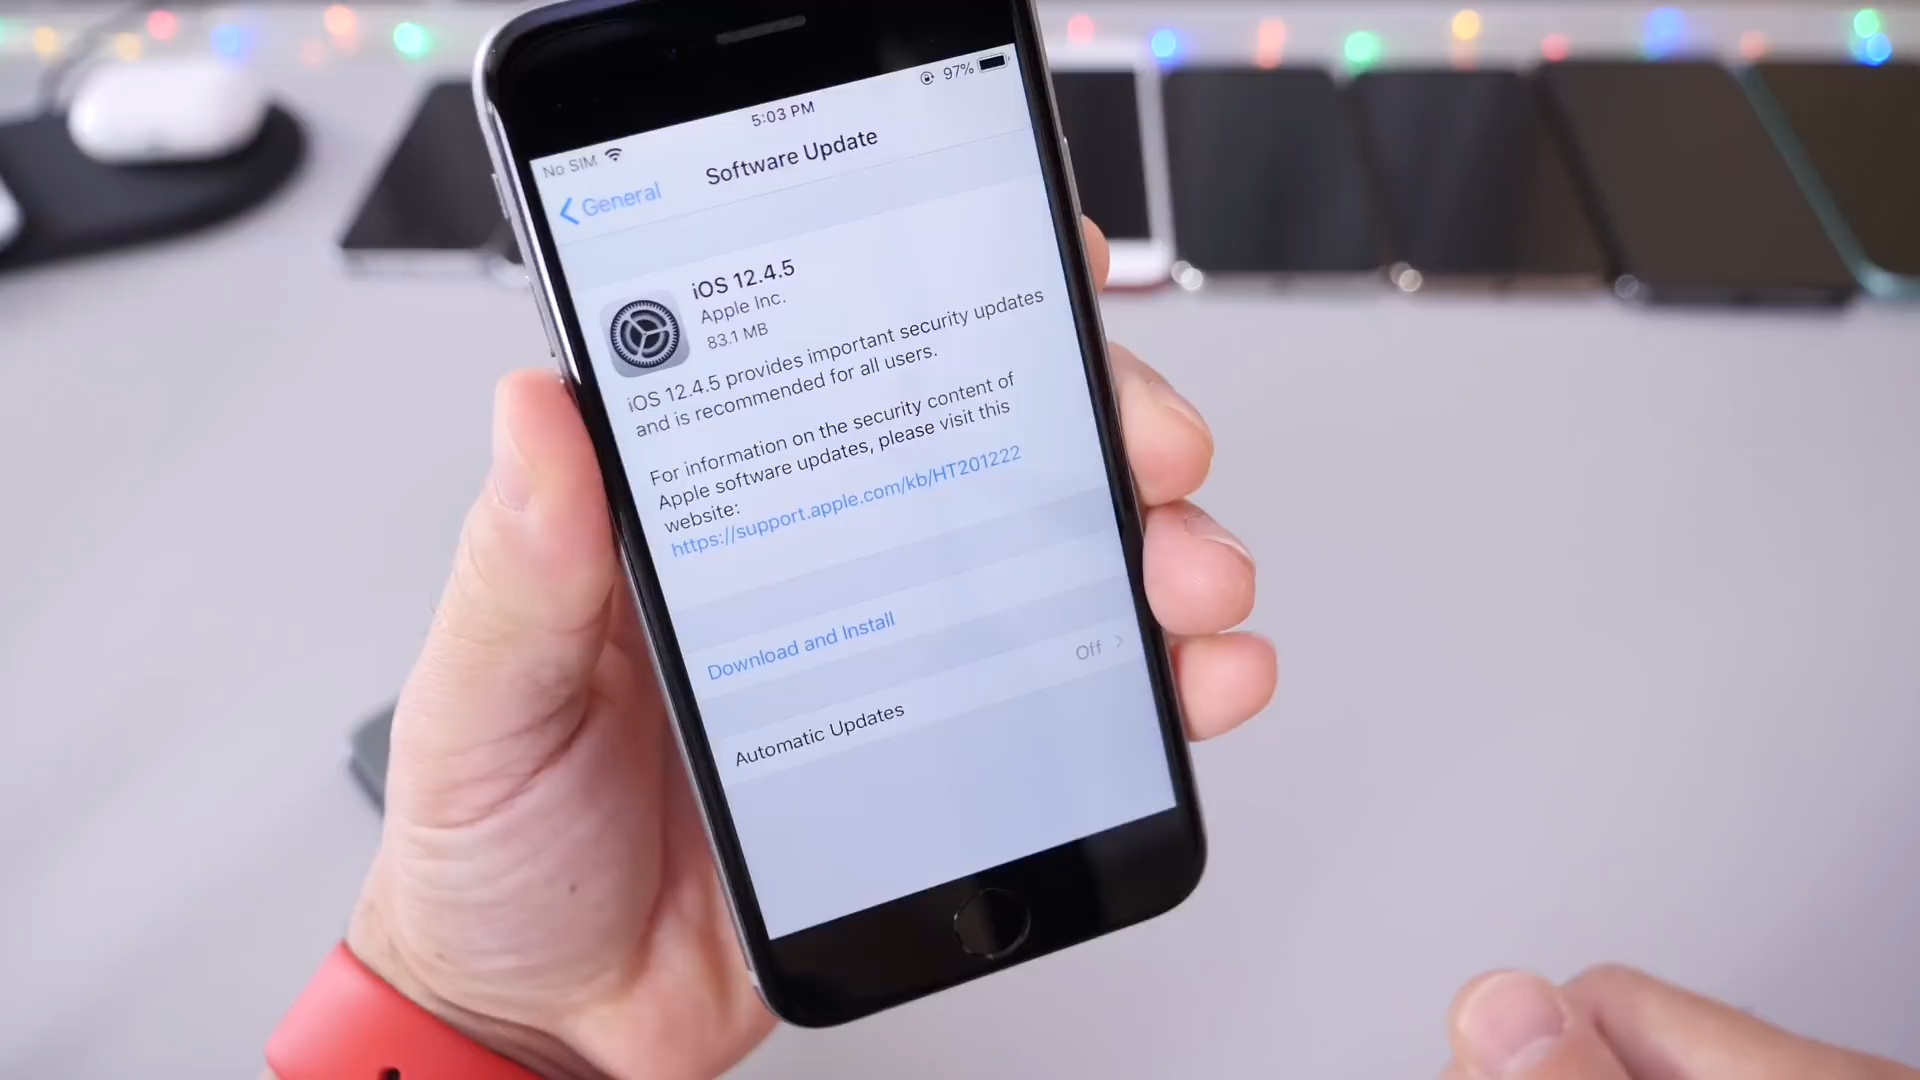 No SIM 5:03 PM 97%
General Software Update
iOS 12.4.5
Apple Inc.
83.1 MB
iOS 12.4.5 provides important security updates
and is recommended for all users.
For information on the security content of
Apple software updates, please visit this
website:
https://support.apple.com/kb/HT201222
Download and Install
Automatic Updates Off